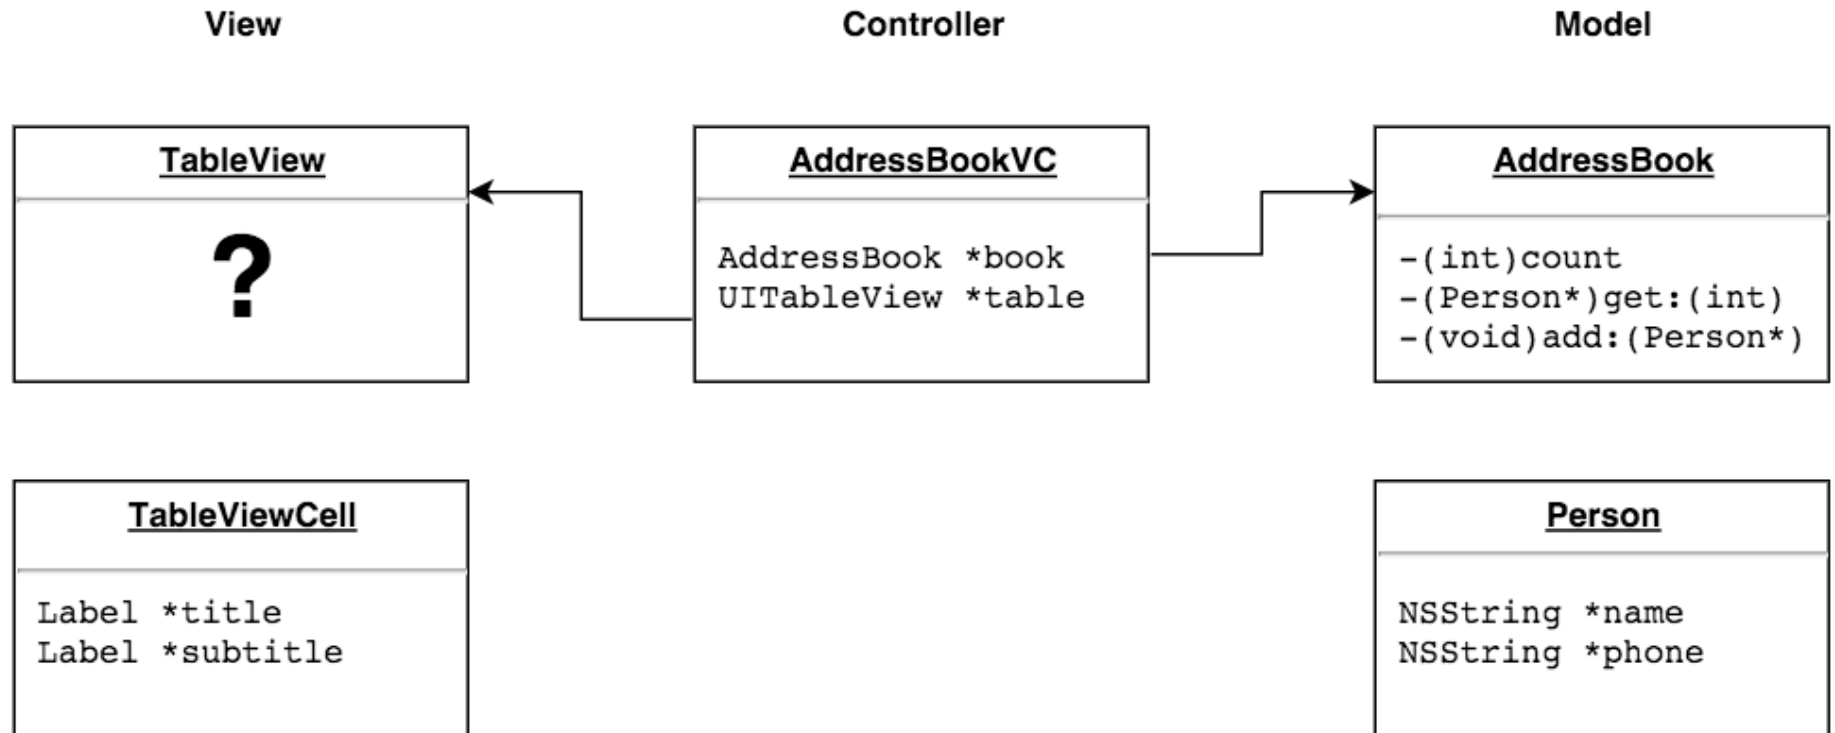 View
Controller
Model
TableView
?
AddressBookVC
AddressBook *book
UITableView *table
AddressBook
-(int)count
-(Person*)get:(int)
-(void)add:(Person*)
TableViewCell
Label *title
Label *subtitle
Person
NSString *name
NSString *phone